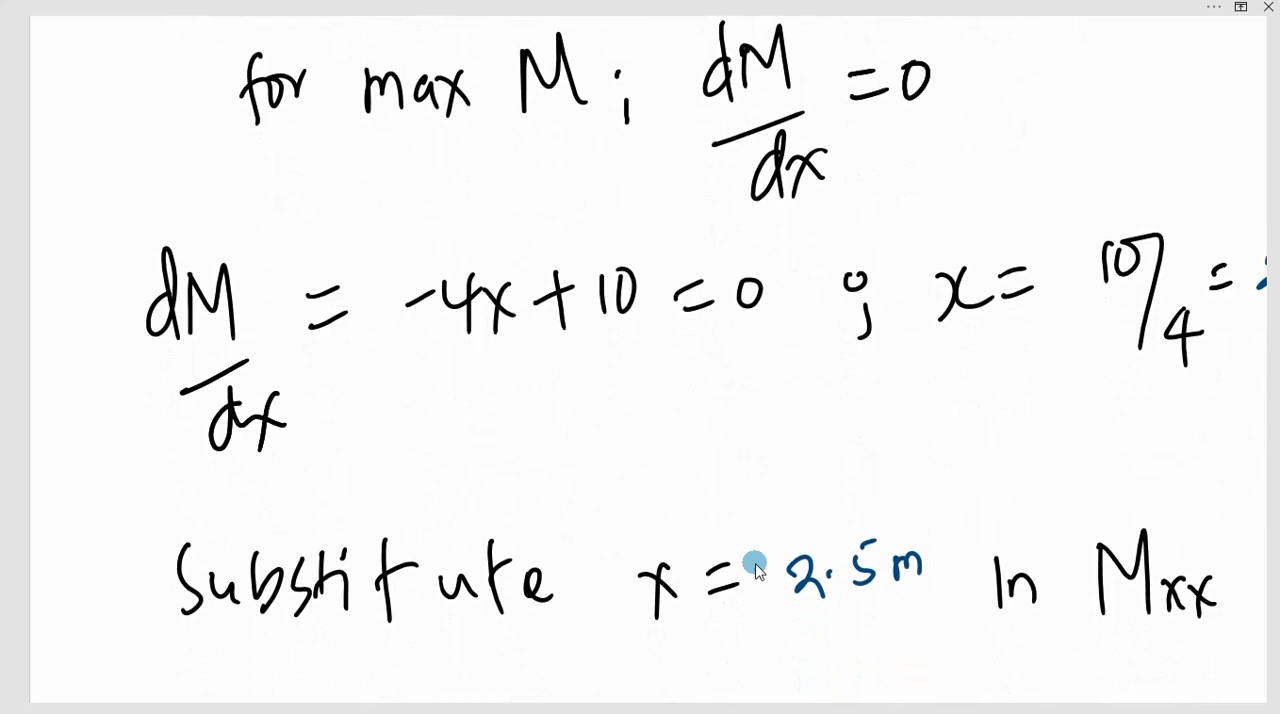 for max M ; dM/dx = 0
dM/dx = -4x + 10 = 0 ; x = 10/4 =
Substitute x = 2.5m in Mxx